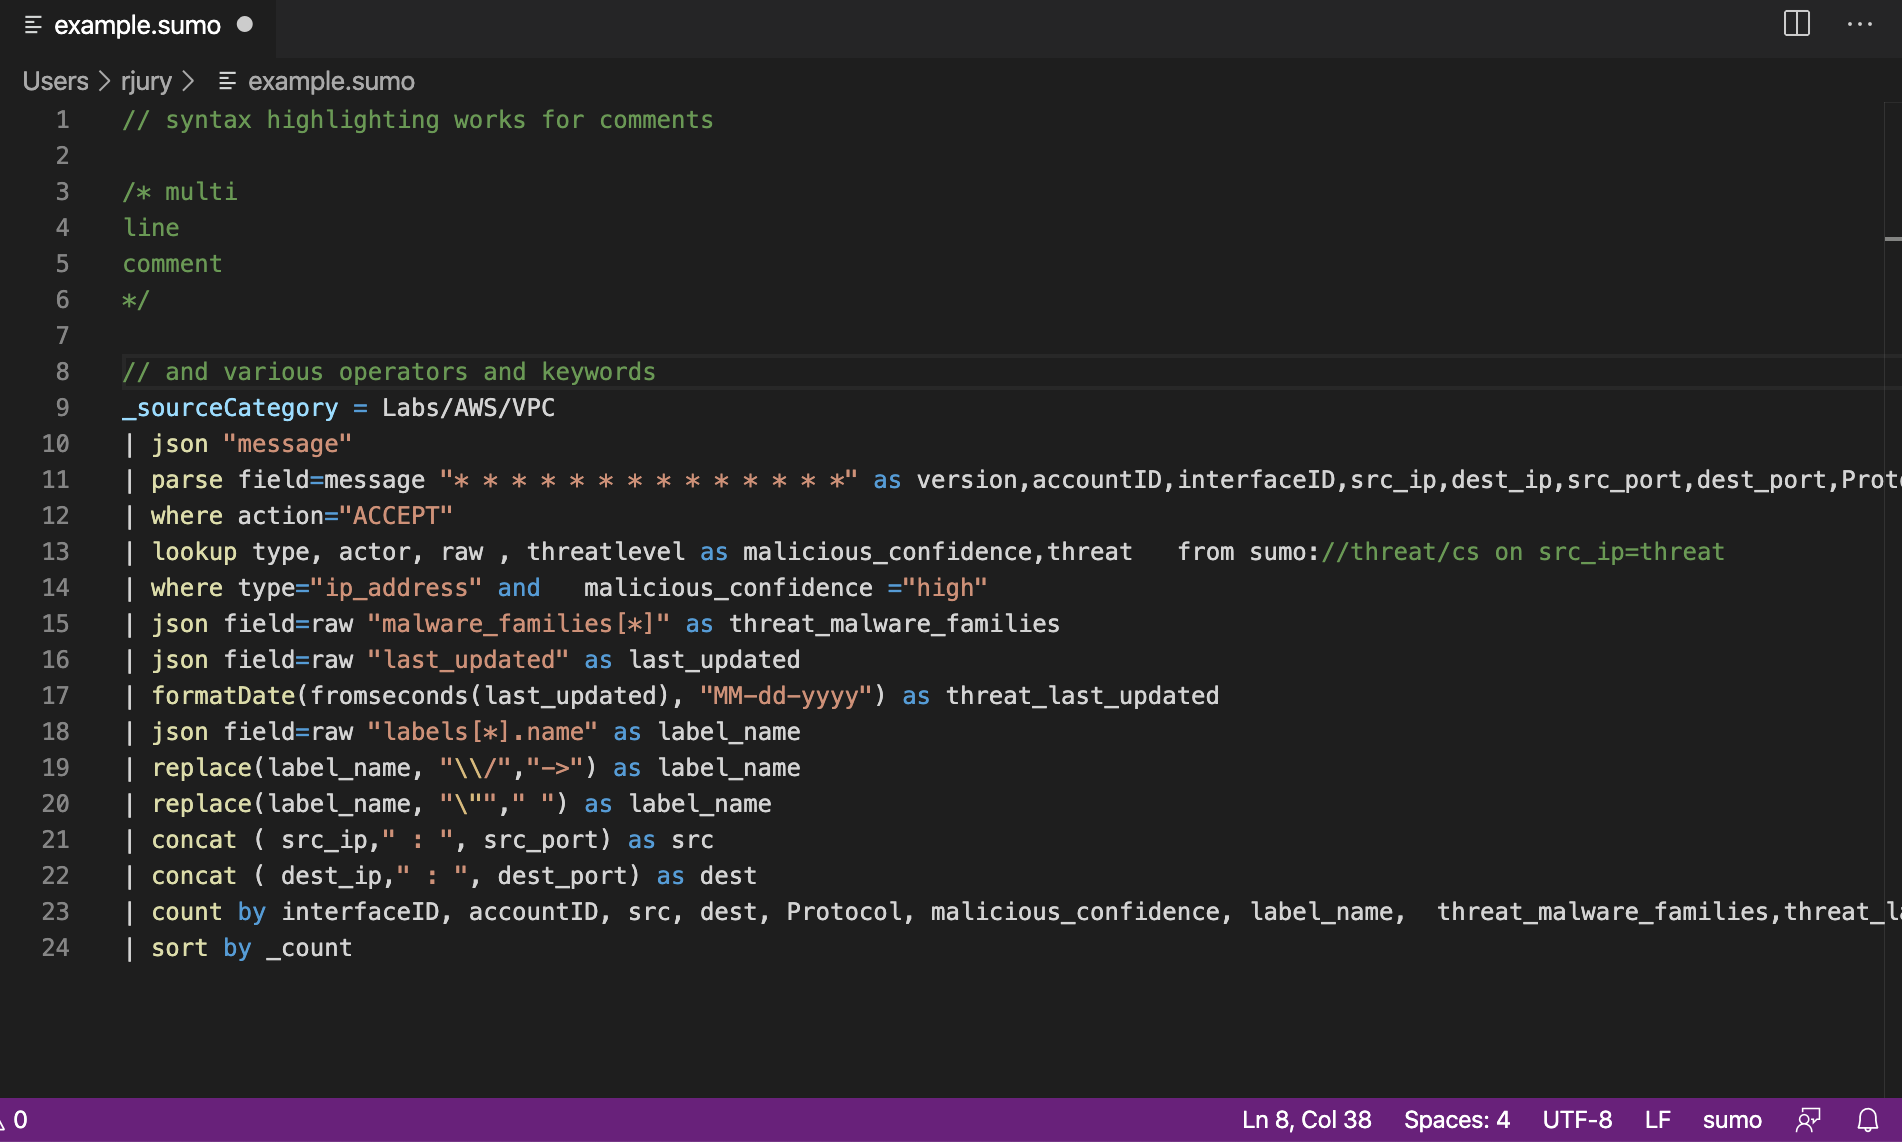 example.sumo
Users > rjury > example.sumo
1 // syntax highlighting works for comments
2
3 /* multi
4 line
5 comment
6 */
7
8 // and various operators and keywords
9 _sourceCategory = Labs/AWS/VPC
10 | json "message"
11 | parse field=message "* * * * * * * * * * * * * *" as version,accountID,interfaceID,src_ip,dest_ip,src_port,dest_port,Proto
12 | where action="ACCEPT"
13 | lookup type, actor, raw , threatlevel as malicious_confidence,threat   from sumo://threat/cs on src_ip=threat
14 | where type="ip_address" and   malicious_confidence ="high"
15 | json field=raw "malware_families[*]" as threat_malware_families
16 | json field=raw "last_updated" as last_updated
17 | formatDate(fromseconds(last_updated), "MM-dd-yyyy") as threat_last_updated
18 | json field=raw "labels[*].name" as label_name
19 | replace(label_name, "\\/","->") as label_name
20 | replace(label_name, "\""," ") as label_name
21 | concat ( src_ip," : ", src_port) as src
22 | concat ( dest_ip," : ", dest_port) as dest
23 | count by interfaceID, accountID, src, dest, Protocol, malicious_confidence, label_name,  threat_malware_families,threat_la
24 | sort by _count
0 Ln 8, Col 38 Spaces: 4 UTF-8 LF sumo